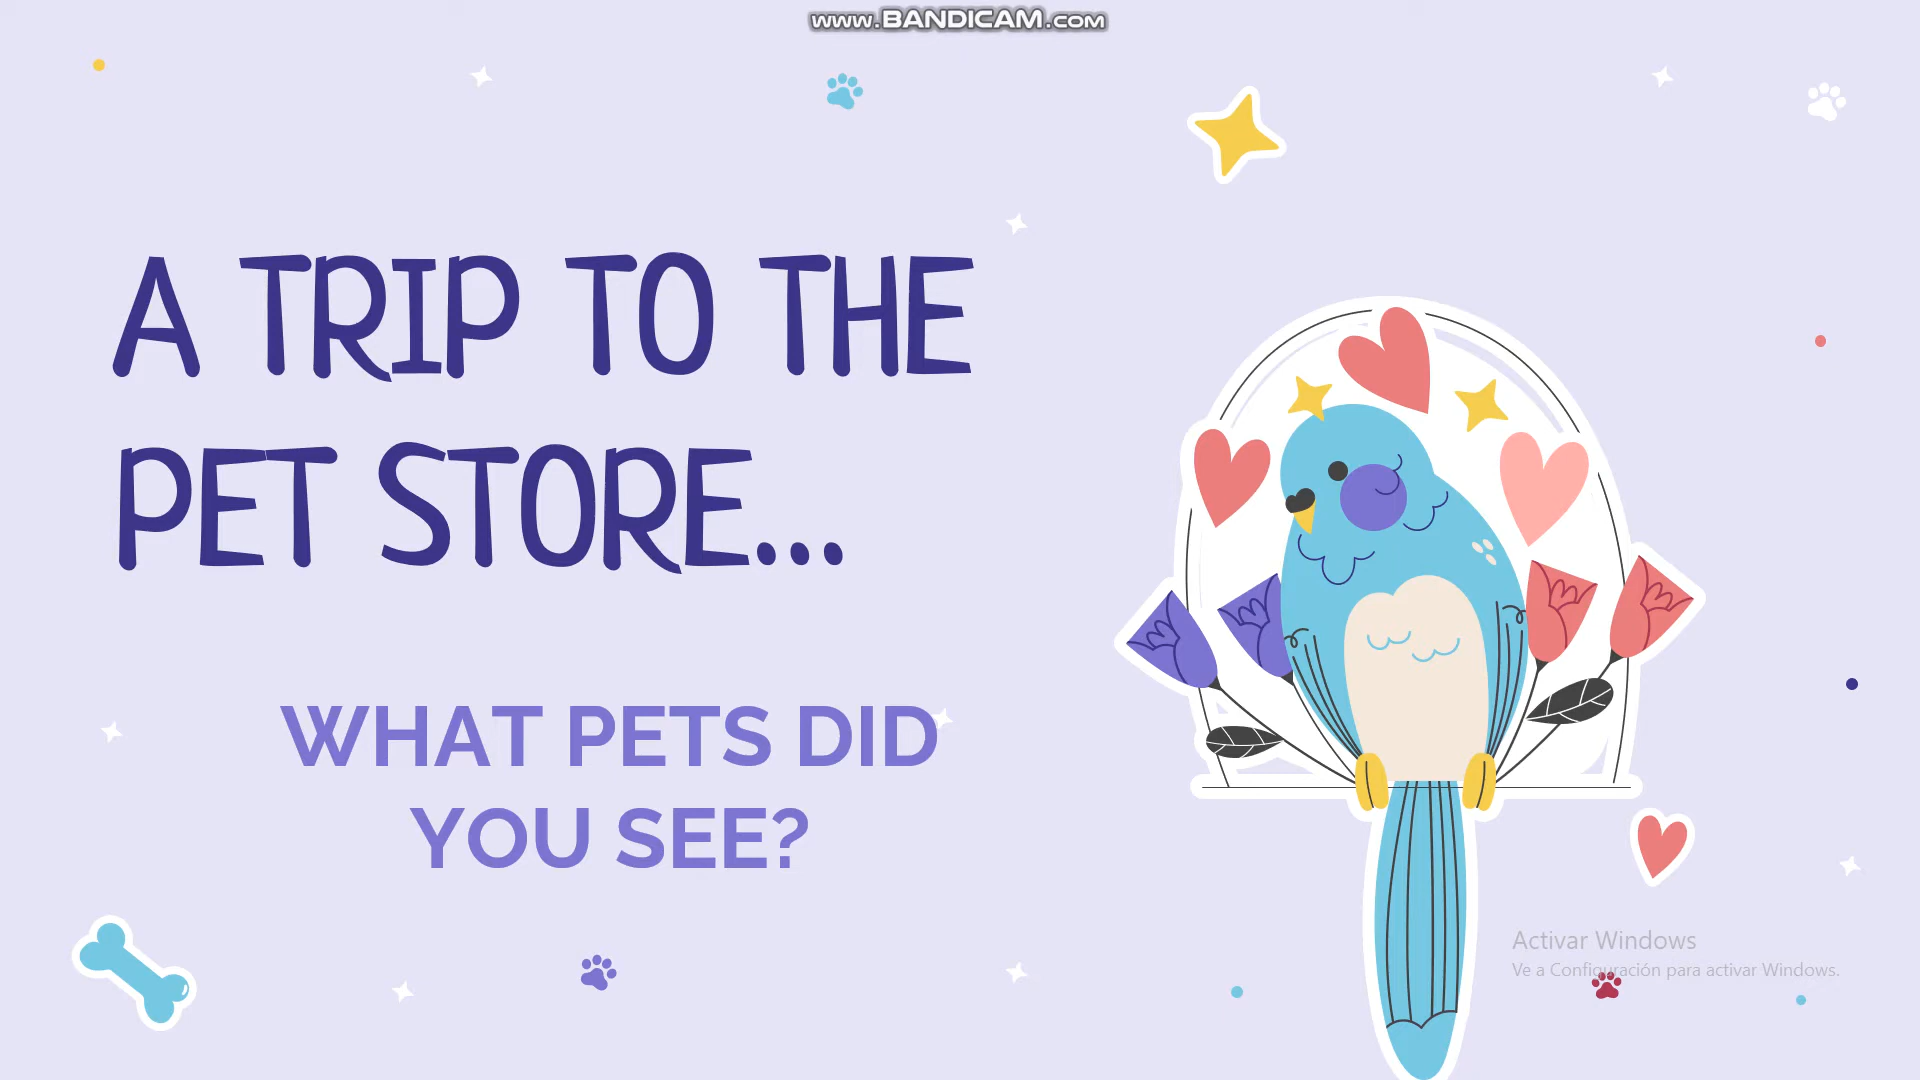 www.BANDICAM.com
A TRIP TO THE
PET STORE...
WHAT PETS DID
YOU SEE?
Activar Windows
Ve a Configuración para activar Windows.